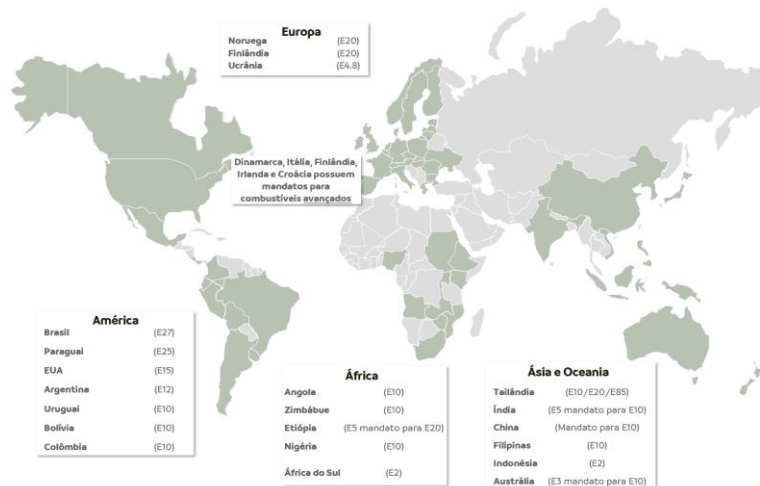 Europa
Noruega (E20)
Finlândia (E20)
Ucrânia (E4.8)
Dinamarca, Itália, Finlândia,
Irlanda e Croácia possuem
mandatos para
combustíveis avançados
América
Brasil (E27)
Paraguai (E25)
EUA (E15)
Argentina (E12)
Uruguai (E10)
Bolívia (E10)
Colômbia (E10)
África
Angola (E10)
Zimbábue (E10)
Etiópia (E5 mandato para E20)
Nigéria (E10)
África do Sul (E2)
Ásia e Oceania
Tailândia (E10/E20/E85)
Índia (E5 mandato para E10)
China (Mandato para E10)
Filipinas (E10)
Indonésia (E2)
Austrália (E3 mandato para E10)